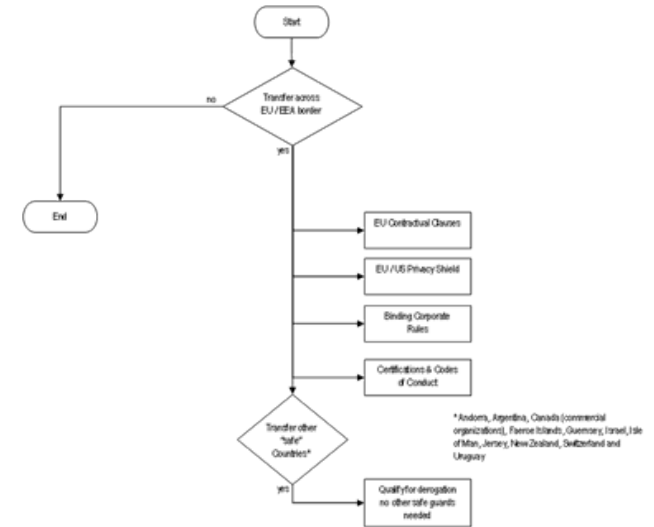 Start
Transfer across
EU / EEA border
no
yes
End
EU Contractual Clauses
EU / US Privacy Shield
Binding Corporate
Rules
Certifications & Codes
of Conduct
Transfer other
"safe"
Countries*
* Andorra, Argentina, Canada (commercial
organizations), Faeroe Islands, Guernsey, Israel, Isle
of Man, Jersey, New Zealand, Switzerland and
Uruguay
yes
Qualify for derogation
no other safe guards
needed